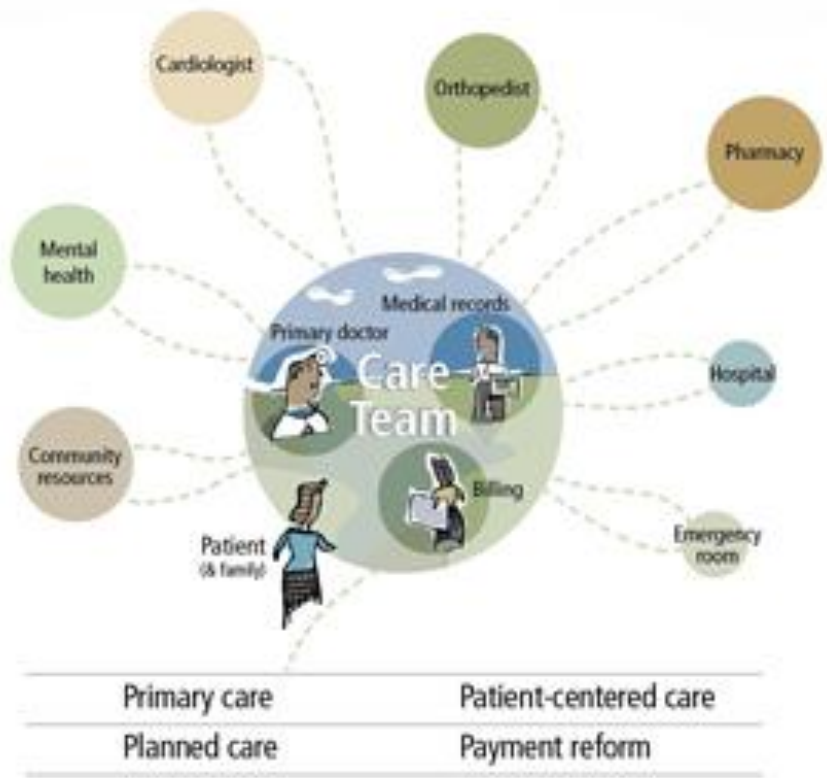 Cardiologist
Orthopedist
Pharmacy
Mental
health
Medical records
Primary doctor
Care
Team
Hospital
Community
resources
Billing
Patient
(& family)
Emergency
room
Primary care
Patient-centered care
Planned care
Payment reform